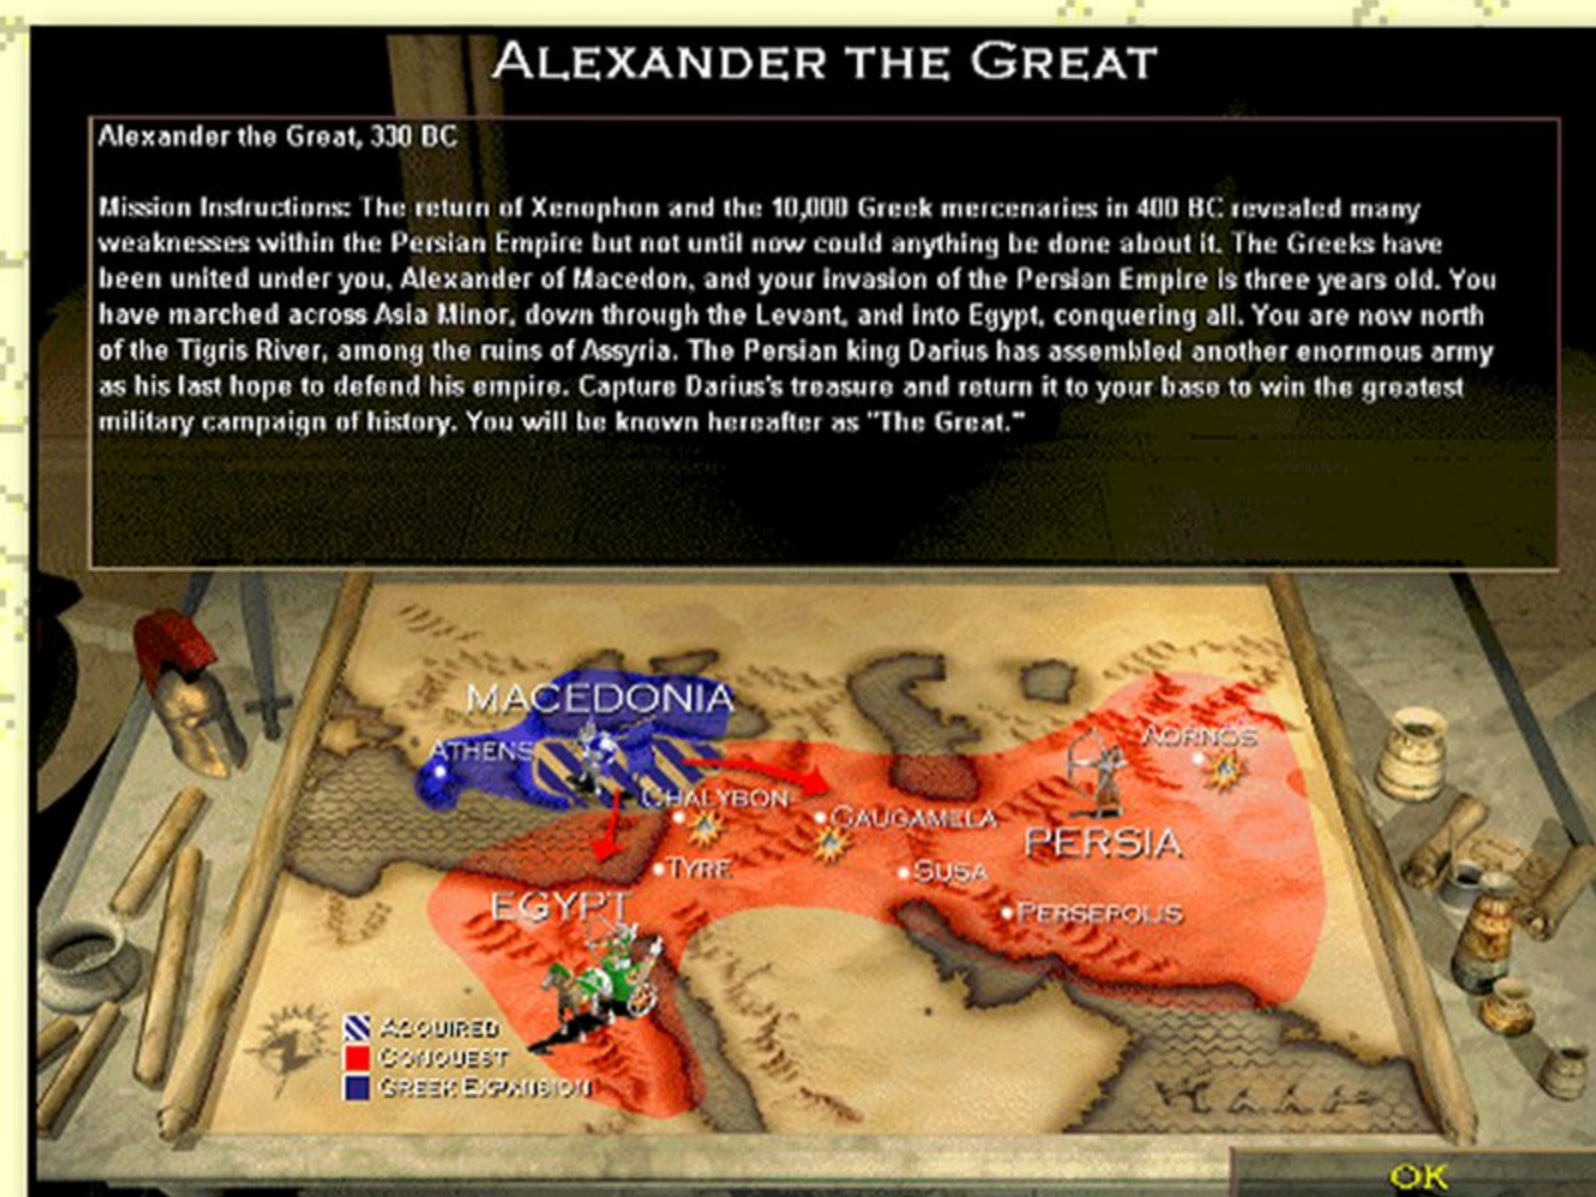 ALEXANDER THE GREAT
Alexander the Great, 330 BC
Mission Instructions: The return of Xenophon and the 10,000 Greek mercenaries in 400 BC revealed many
weaknesses within the Persian Empire but not until now could anything be done about it. The Greeks have
been united under you, Alexander of Macedon, and your invasion of the Persian Empire is three years old. You
have marched across Asia Minor, down through the Levant, and into Egypt, conquering all. You are now north
of the Tigris River, among the ruins of Assyria. The Persian king Darius has assembled another enormous army
as his last hope to defend his empire. Capture Darius's treasure and return it to your base to win the greatest
military campaign of history. You will be known hereafter as "The Great."
MACEDONIA
ATHENS
AORNOS
CHALYBON
GAUGAMELA
PERSIA
TYRE
SUSA
EGYPT
PERSEPOLIS
ACQUIRED
CONQUEST
GREEK EXPANSION
OK